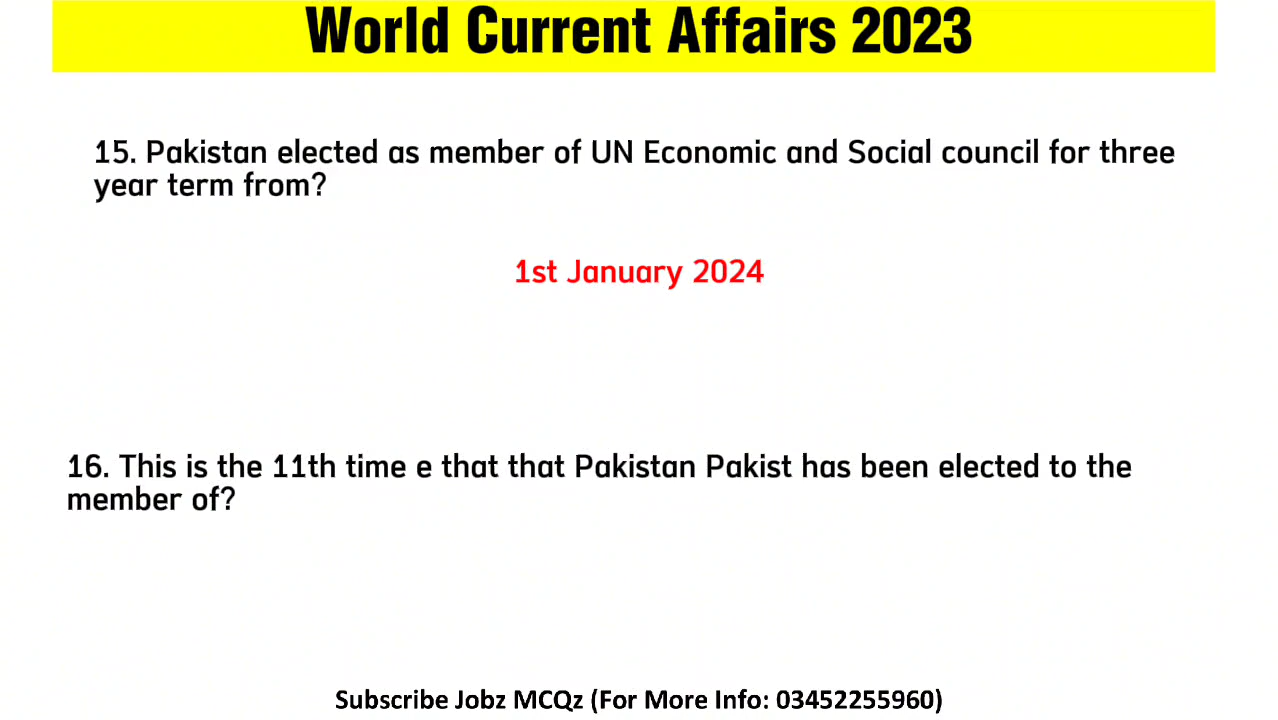 World Current Affairs 2023
15. Pakistan elected as member of UN Economic and Social council for three
year term from?
1st January 2024
16. This is the 11th time e that that Pakistan Pakist has been elected to the
member of?
Subscribe Jobz MCQz (For More Info: 03452255960)